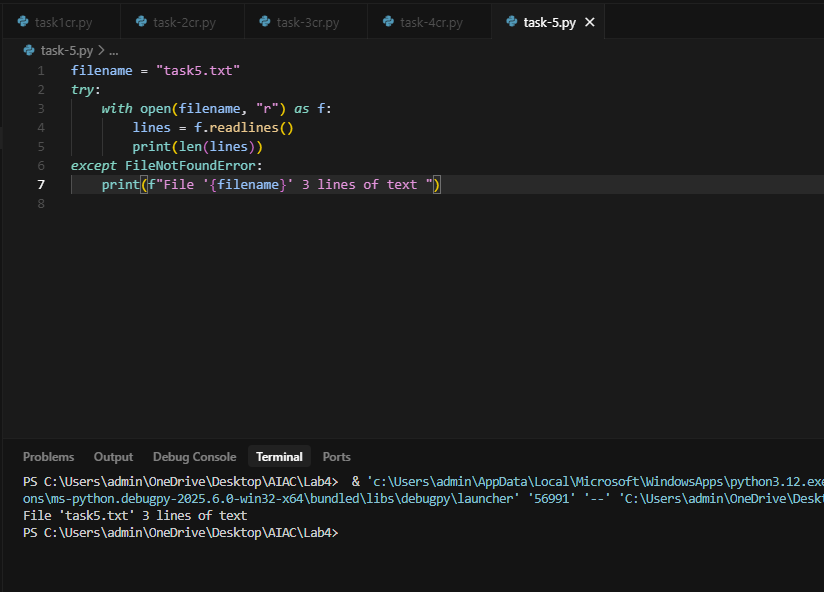 task1cr.py task-2cr.py task-3cr.py task-4cr.py task-5.py
task-5.py > ...
1 filename = "task5.txt"
2 try:
3 with open(filename, "r") as f:
4 lines = f.readlines()
5 print(len(lines))
6 except FileNotFoundError:
7 print(f"File '{filename}' 3 lines of text ")
8
Problems Output Debug Console Terminal Ports
PS C:\Users\admin\OneDrive\Desktop\AIAC\Lab4> & 'c:\Users\admin\AppData\Local\Microsoft\WindowsApps\python3.12.exe
ons\ms-python.debugpy-2025.6.0-win32-x64\bundled\libs\debugpy\launcher' '56991' '--' 'C:\Users\admin\OneDrive\Deskt
File 'task5.txt' 3 lines of text
PS C:\Users\admin\OneDrive\Desktop\AIAC\Lab4>